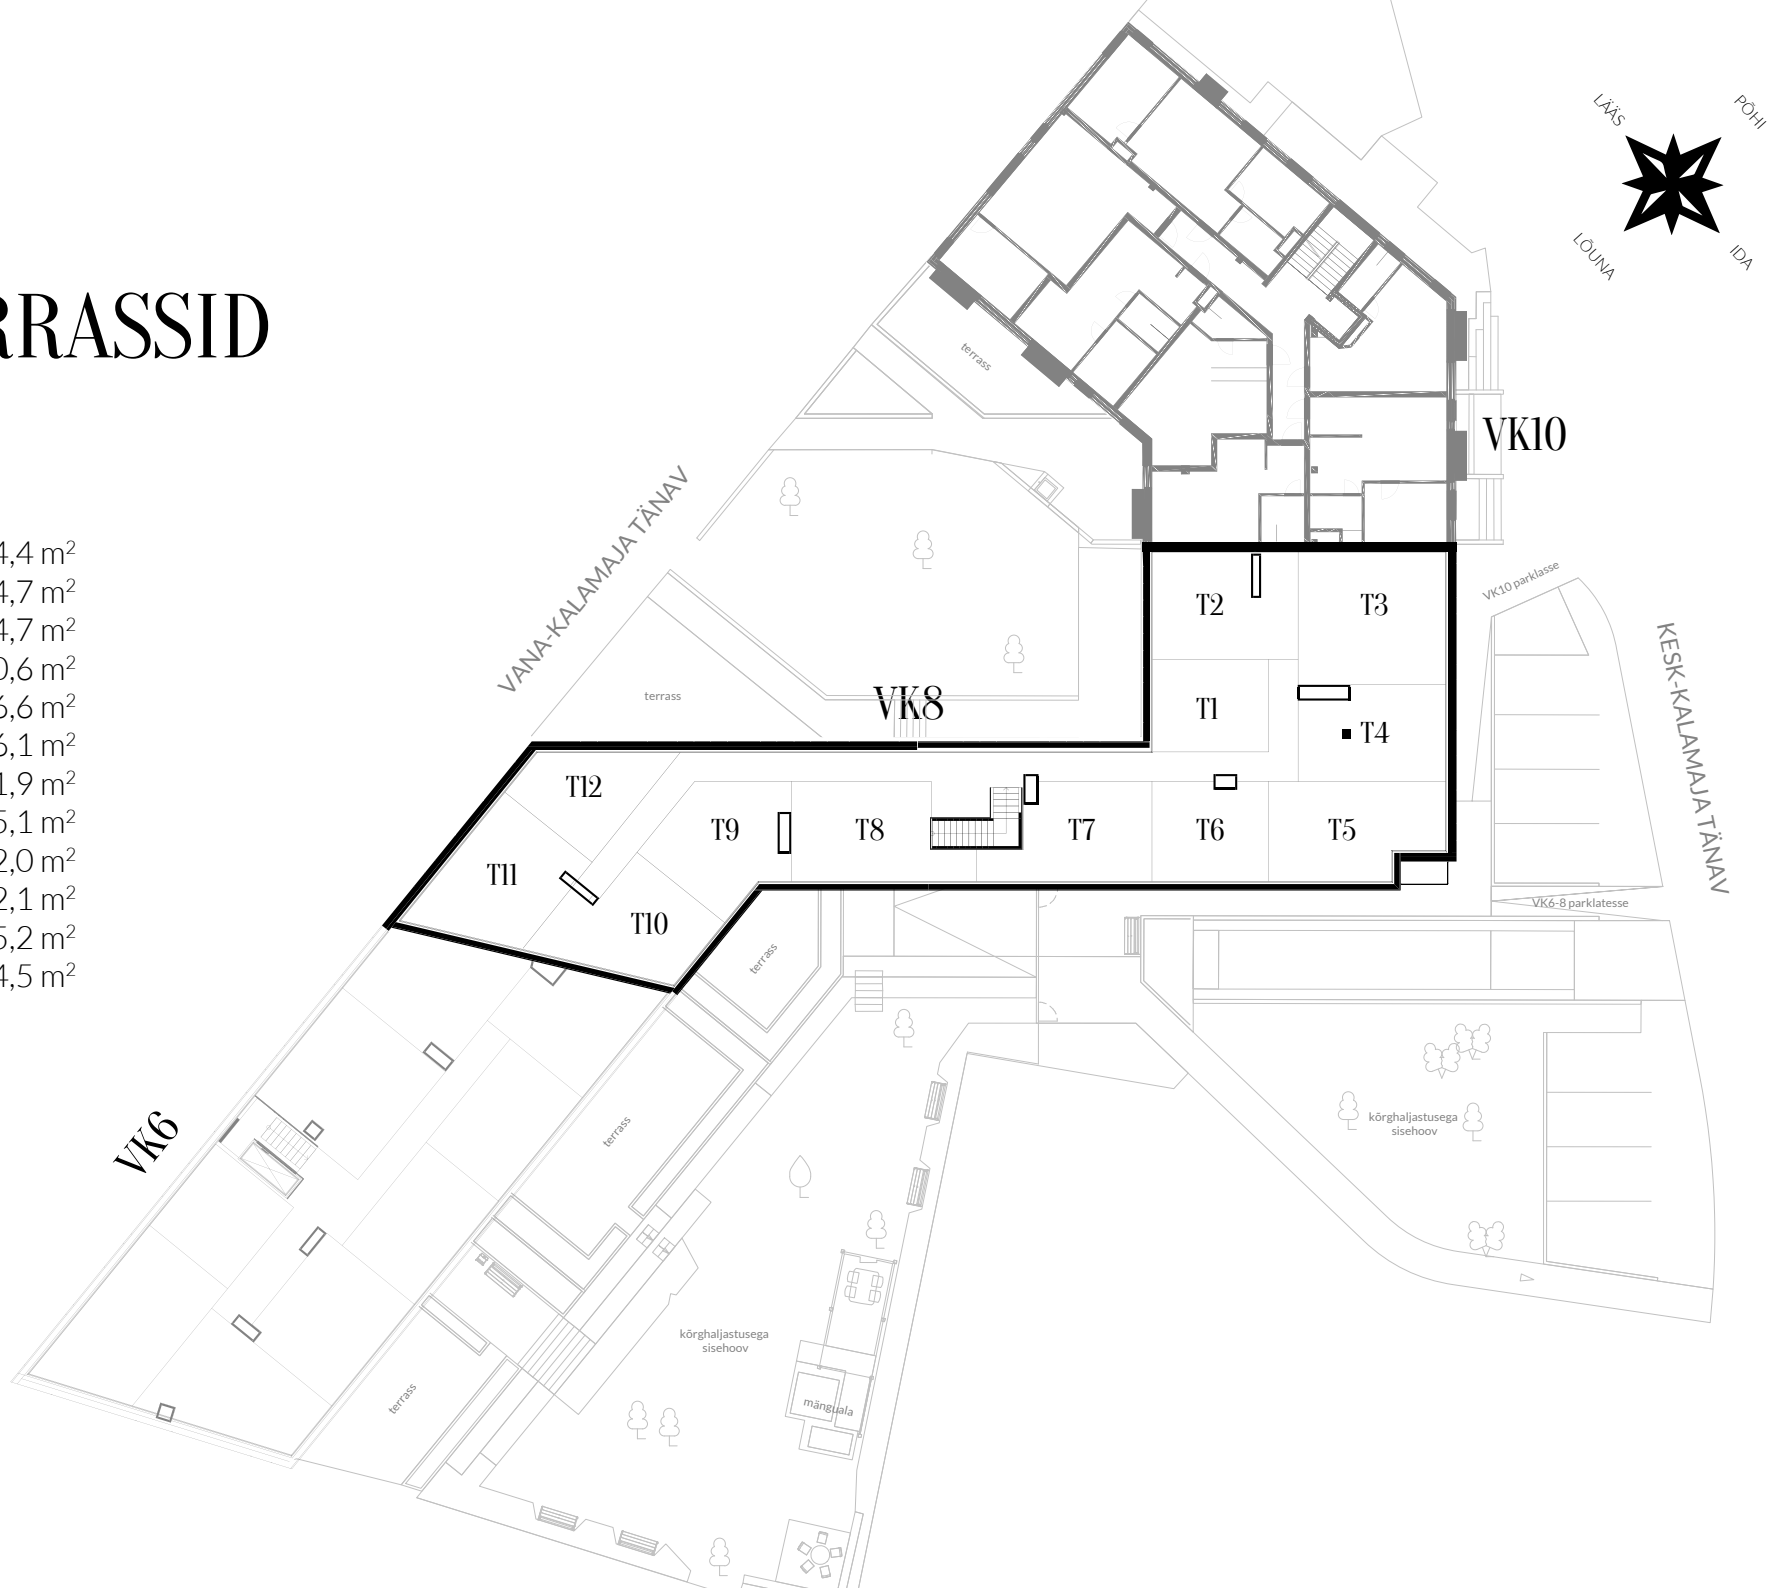 RRASSID
4,4 m²
4,7 m²
4,7 m²
0,6 m²
6,6 m²
6,1 m²
1,9 m²
5,1 m²
2,0 m²
2,1 m²
5,2 m²
4,5 m²
LÄÄS
PÕHI
LÕUNA
IDA
terrass
VK10
VANA-KALAMAJA TÄNAV
VK10 parklasse
T2
T3
KESK-KALAMAJA TÄNAV
terrass
VK8
T1
T4
T12
T9
T8
T7
T6
T5
T11
T10
VK6-8 parklatesse
terrass
VK6
terrass
kõrghaljastusega
sisehoov
kõrghaljastusega
sisehoov
terrass
mänguala